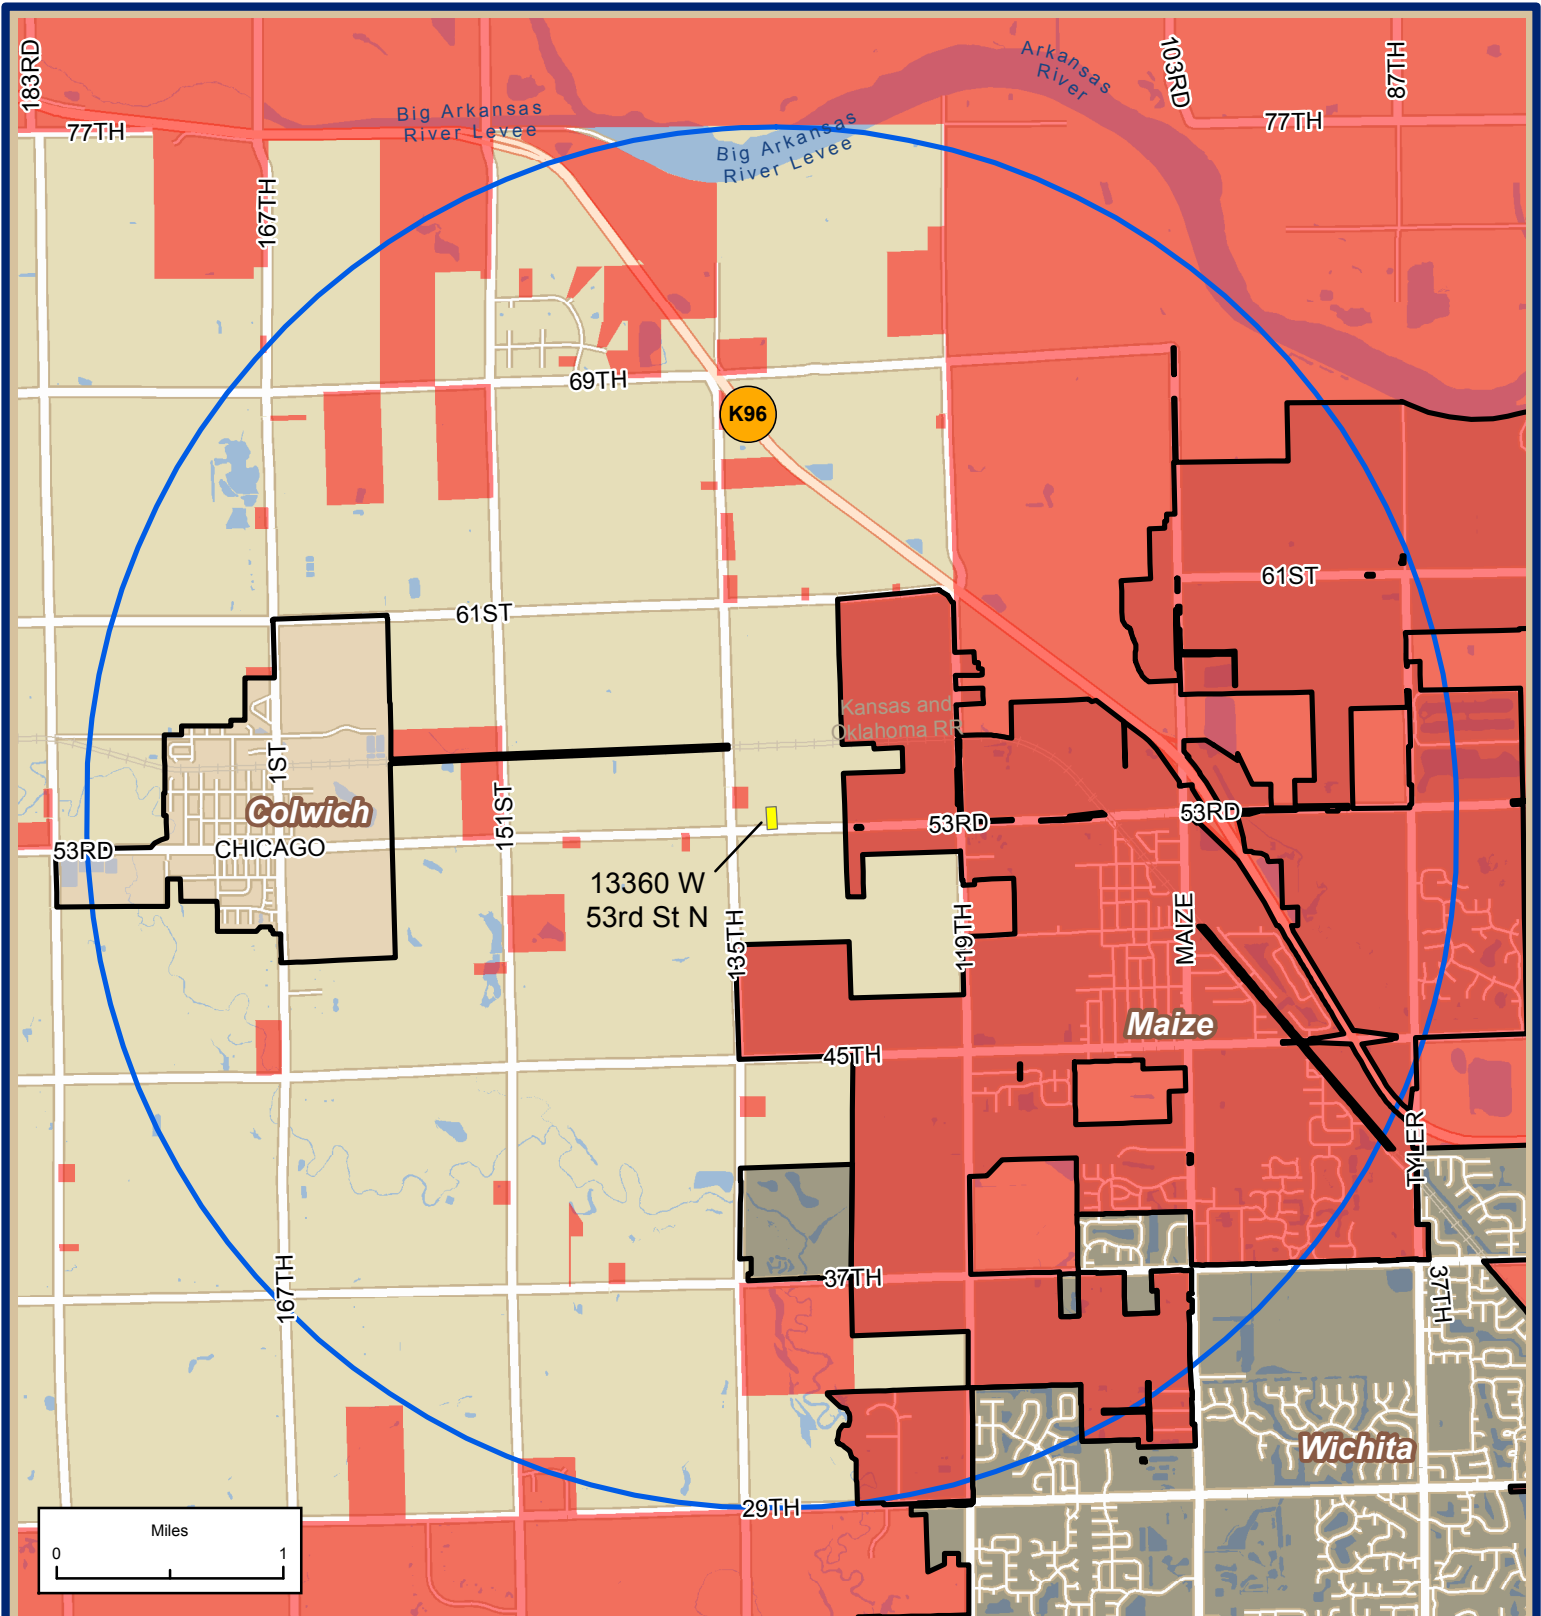 183RD
103RD
87TH
Arkansas
River
Big Arkansas
River Levee
77TH
77TH
Big Arkansas
River Levee
167TH
69TH
K96
61ST
61ST
Kansas and
Oklahoma RR
1ST
Colwich
151ST
53RD
53RD
53RD
CHICAGO
13360 W
53rd St N
135TH
119TH
MAIZE
Maize
45TH
TYLER
37TH
167TH
37TH
Wichita
29TH
Miles
0
1